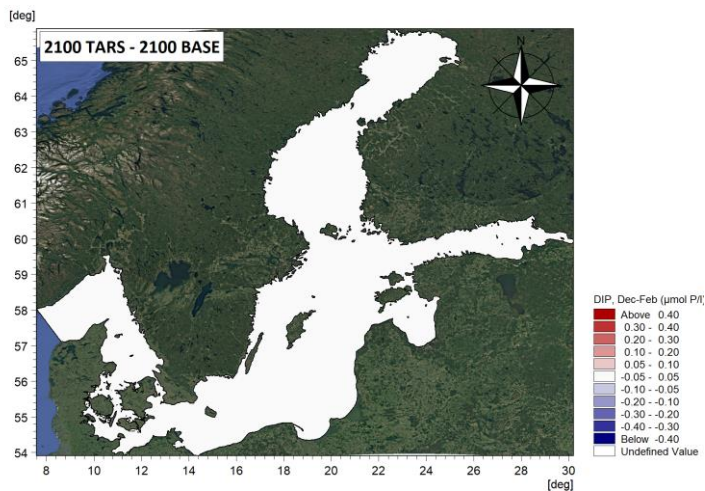 [deg]
2100 TARS - 2100 BASE
65
64
63
62
61
60
59
58
57
56
55
54
8 10 12 14 16 18 20 22 24 26 28 30
[deg]
DIP, Dec-Feb (µmol P/l)
Above 0.40
0.30 - 0.40
0.20 - 0.30
0.10 - 0.20
0.05 - 0.10
-0.05 - 0.05
-0.10 - -0.05
-0.20 - -0.10
-0.30 - -0.20
-0.40 - -0.30
Below -0.40
Undefined Value